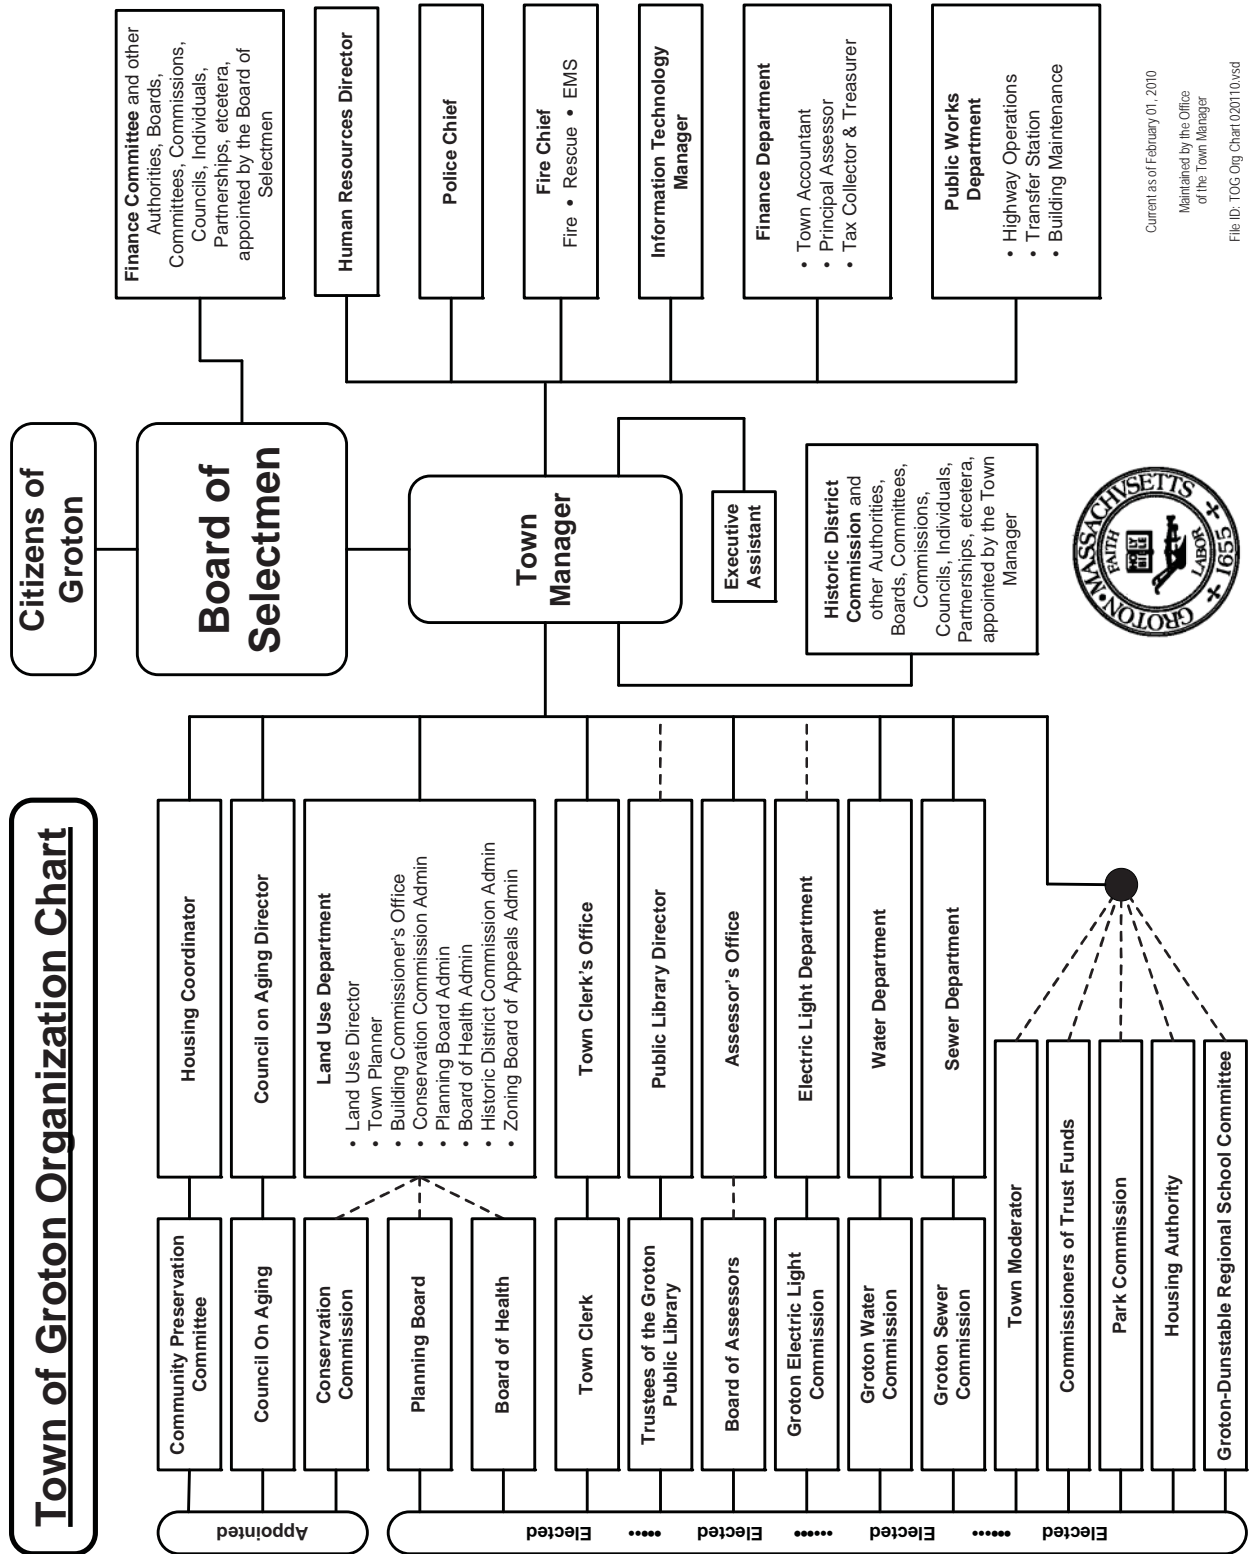 Town of Groton Organization Chart
Citizens of
Groton
Board of
Selectmen
Town
Manager
Executive
Assistant
Historic District
Commission and
other Authorities,
Boards, Committees,
Commissions,
Councils, Individuals,
Partnerships, etcetera,
appointed by the Town
Manager
Finance Committee and other
Authorities, Boards,
Committees, Commissions,
Councils, Individuals,
Partnerships, etcetera,
appointed by the Board of
Selectmen
Human Resources Director
Police Chief
Fire Chief
Fire • Rescue • EMS
Information Technology
Manager
Finance Department
• Town Accountant
• Principal Assessor
• Tax Collector & Treasurer
Public Works
Department
• Highway Operations
• Transfer Station
• Building Maintenance
Housing Coordinator
Council on Aging Director
Land Use Department
• Land Use Director
• Town Planner
• Building Commissioner's Office
• Conservation Commission Admin
• Planning Board Admin
• Board of Health Admin
• Historic District Commission Admin
• Zoning Board of Appeals Admin
Town Clerk's Office
Public Library Director
Assessor's Office
Electric Light Department
Water Department
Sewer Department
Appointed
Community Preservation
Committee
Council On Aging
Conservation
Commission
Elected ...... Elected ...... Elected ...... Elected
Planning Board
Board of Health
Town Clerk
Trustees of the Groton
Public Library
Board of Assessors
Groton Electric Light
Commission
Groton Water
Commission
Groton Sewer
Commission
Town Moderator
Commissioners of Trust Funds
Park Commission
Housing Authority
Groton-Dunstable Regional School Committee
GROTON • MASSACHVSETTS
1655
FAITH
HOLY
BIBLE
LABOR
Current as of February 01, 2010
Maintained by the Office
of the Town Manager
File ID: TOG Org Chart 020110.vsd